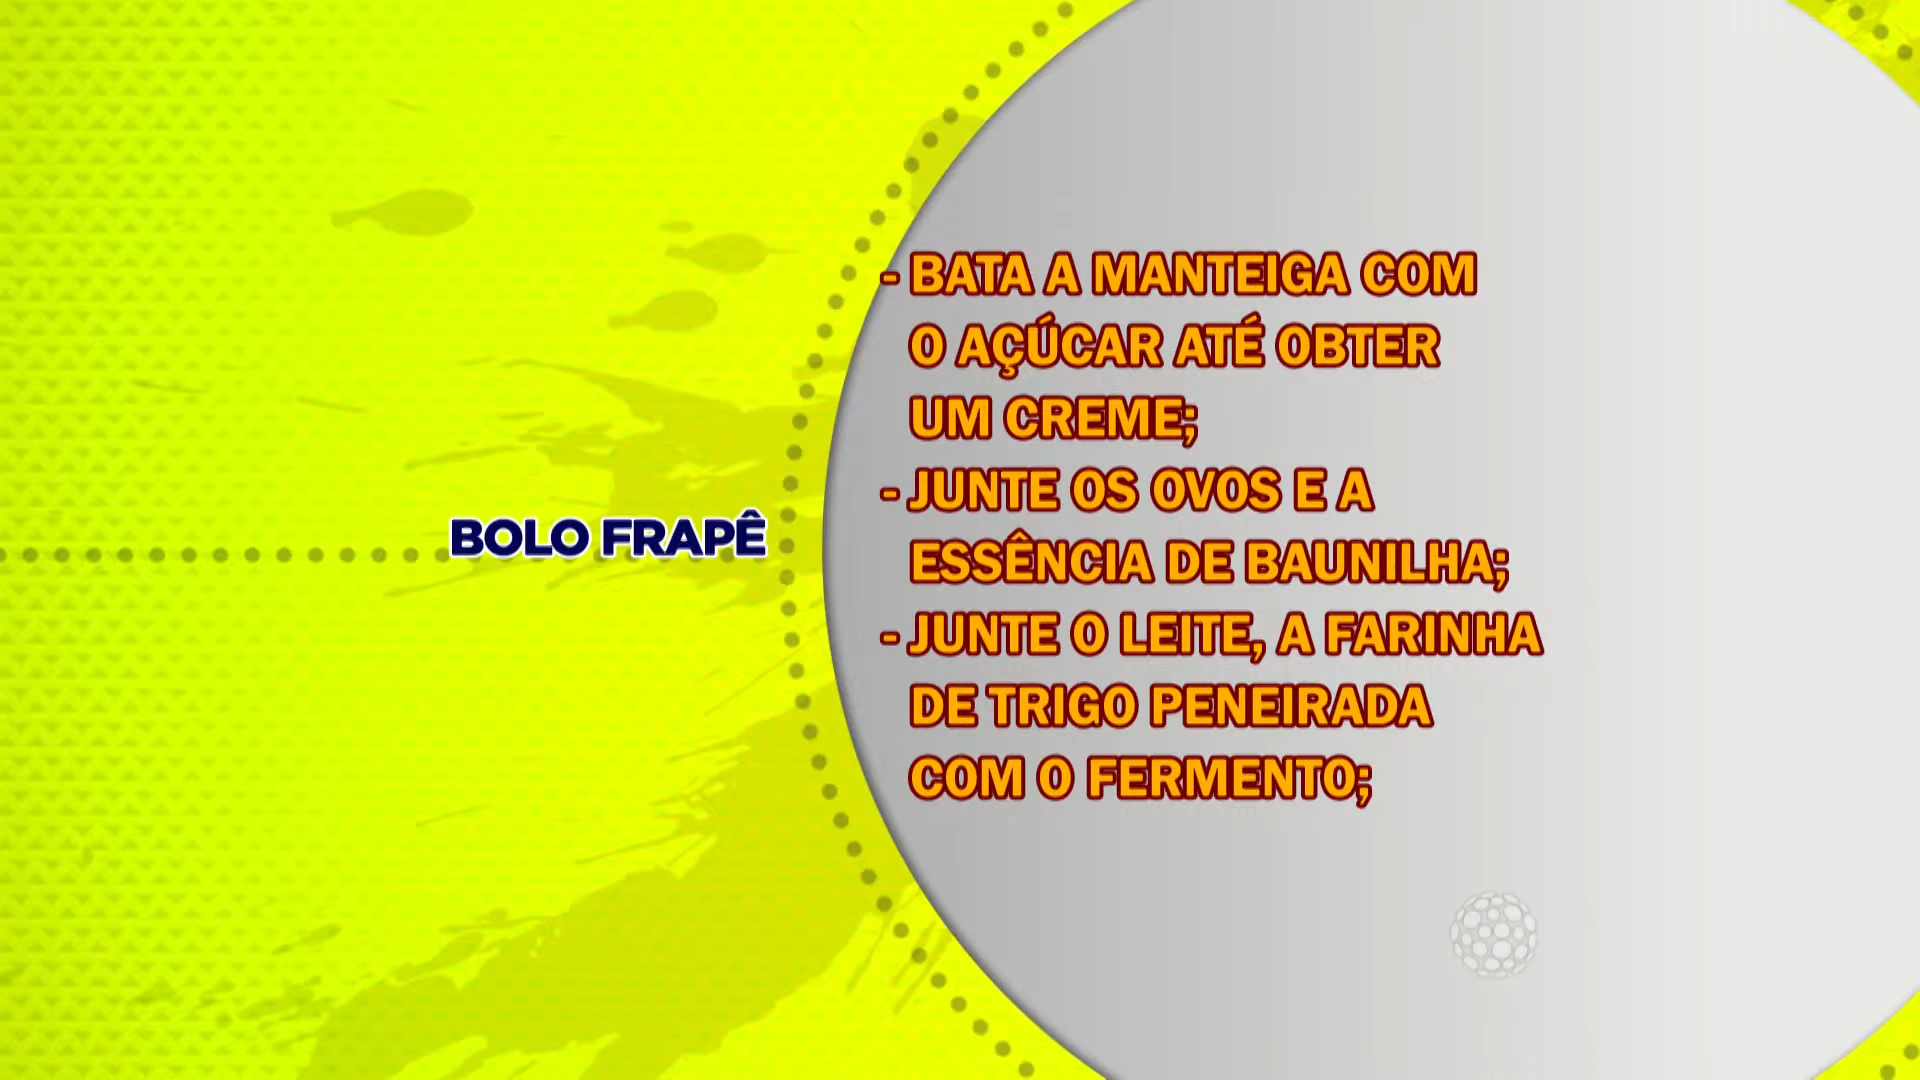 BOLO FRAPÊ
- BATA A MANTEIGA COM
O AÇÚCAR ATÉ OBTER
UM CREME;
- JUNTE OS OVOS E A
ESSÊNCIA DE BAUNILHA;
- JUNTE O LEITE, A FARINHA
DE TRIGO PENEIRADA
COM O FERMENTO;